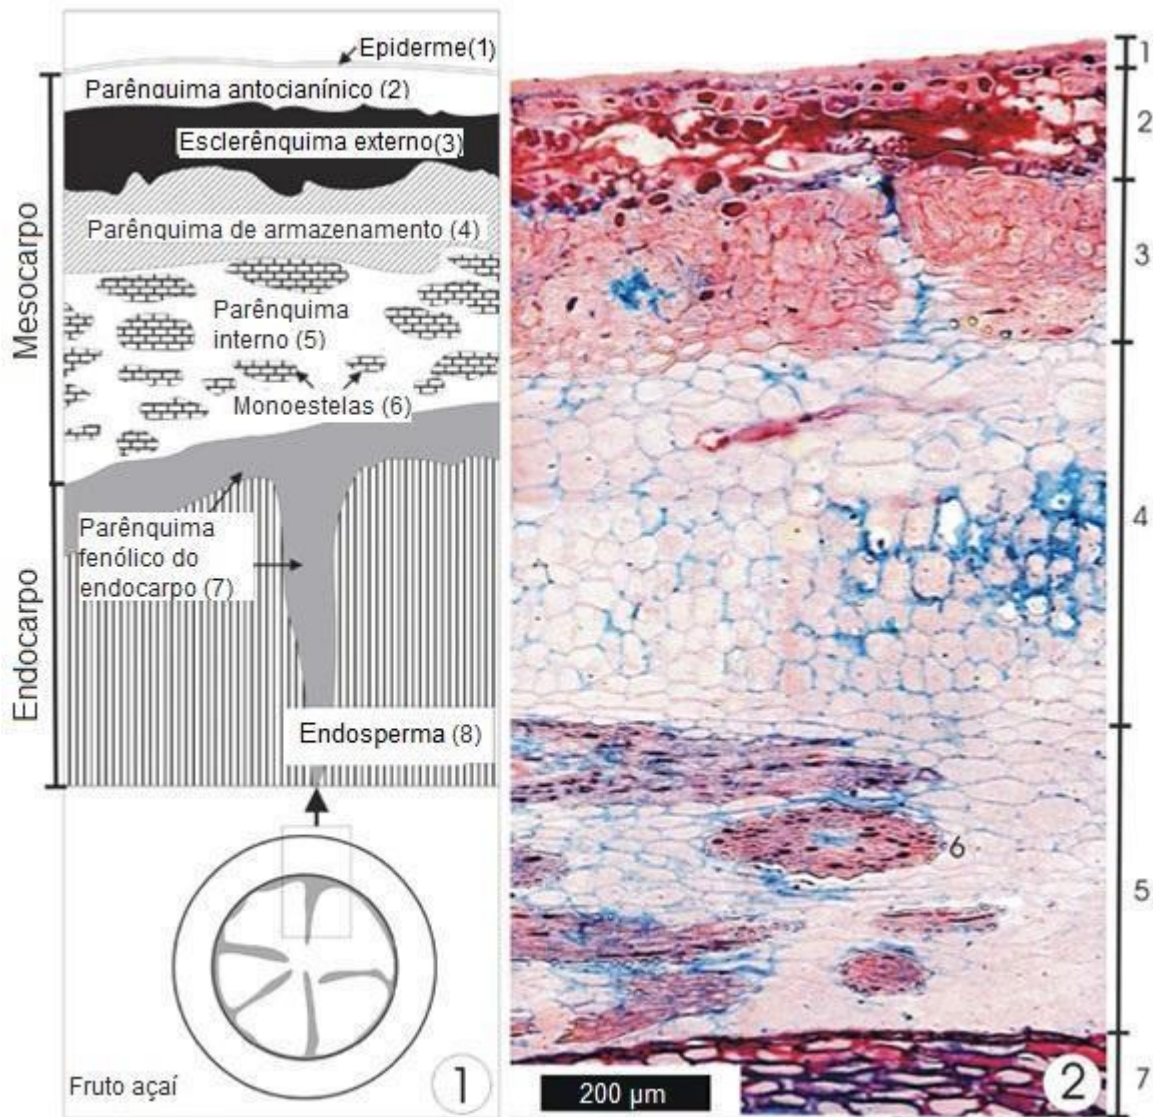 Epiderme(1)
Parênquima antocianínico (2)
Esclerênquima externo(3)
Parênquima de armazenamento (4)
Parênquima
interno (5)
Monoestelas (6)
Parênquima
fenólico do
endocarpo (7)
Endosperma (8)
Mesocarpo
Endocarpo
Fruto açaí
1
1
2
3
4
6
5
7
200 µm
2